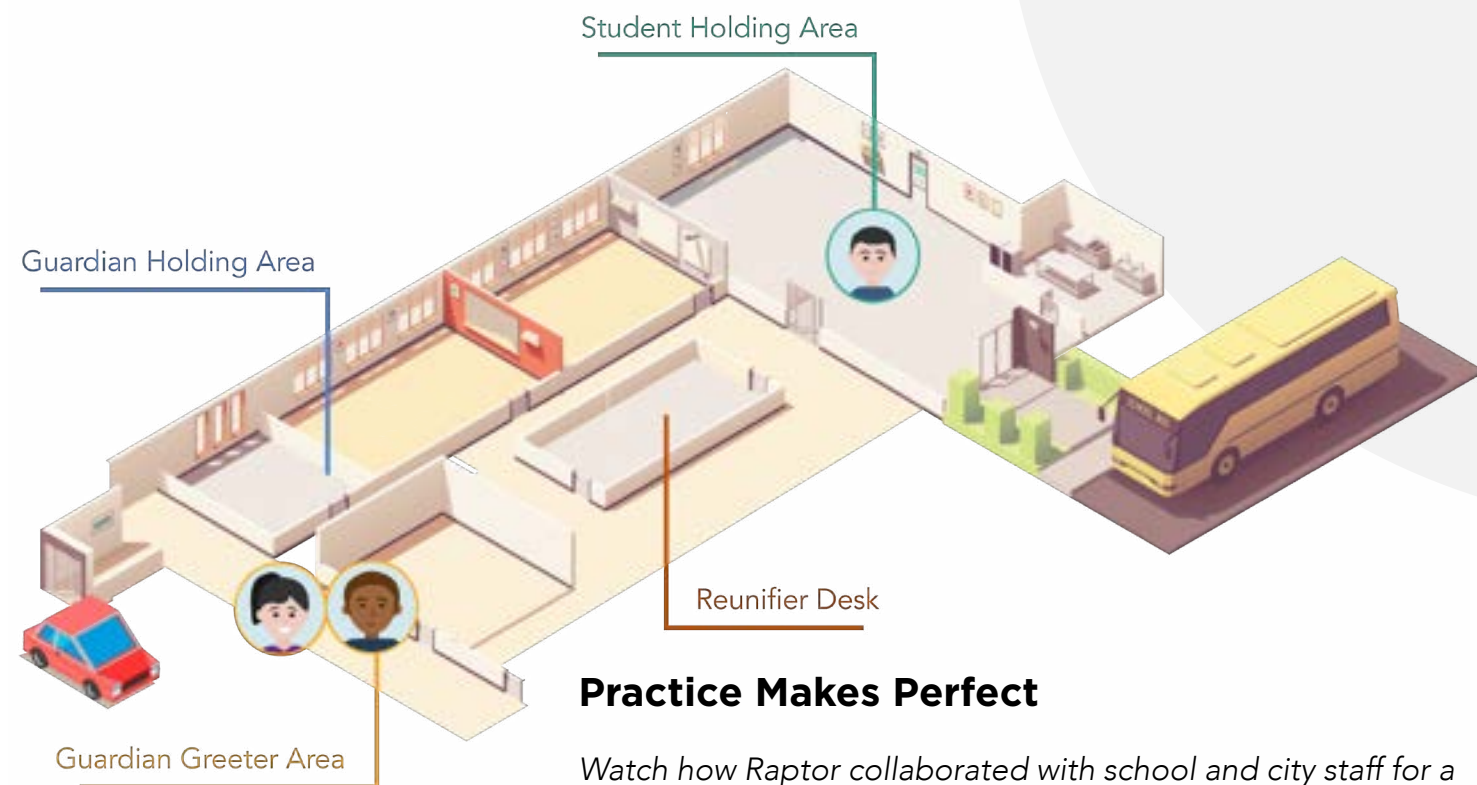 Student Holding Area
Guardian Holding Area
Reunifier Desk
Practice Makes Perfect
Guardian Greeter Area
Watch how Raptor collaborated with school and city staff for a